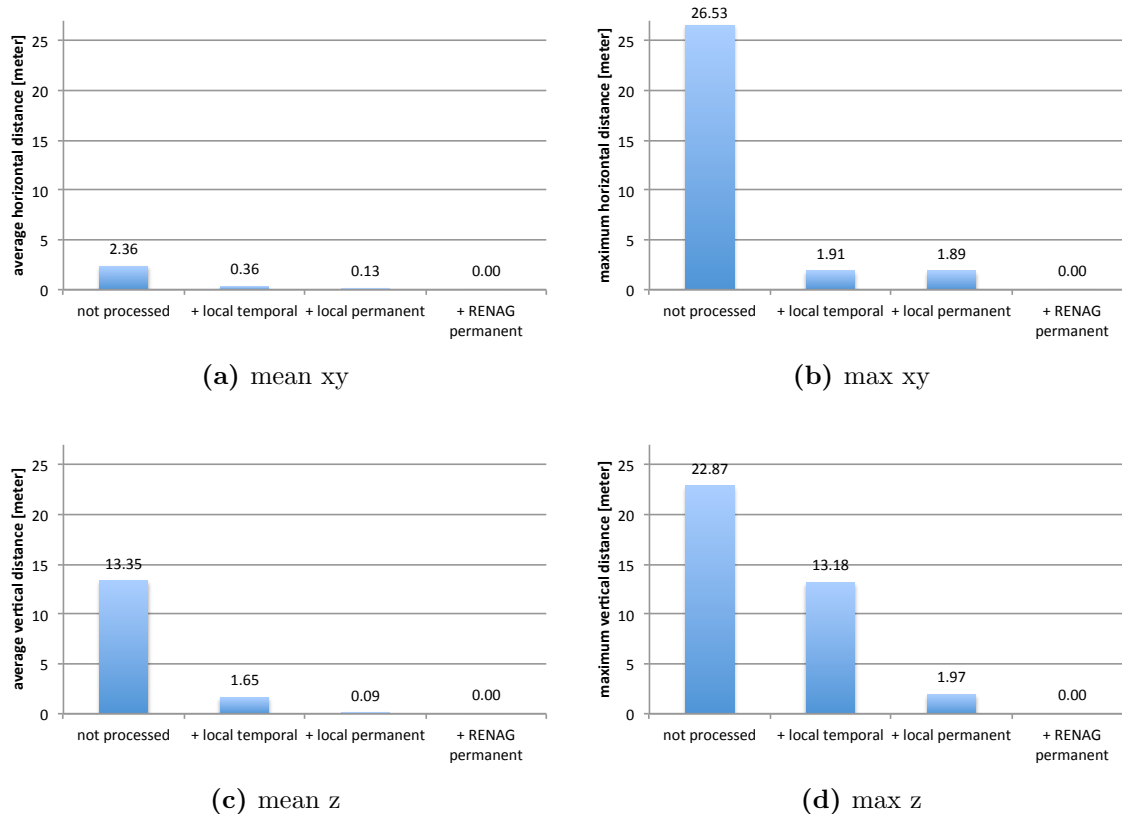 average horizontal distance [meter]
25
20
15
10
5
0
2.36
0.36
0.13
0.00
not processed
+ local temporal
+ local permanent
+ RENAG
permanent
(a) mean xy
maximum horizontal distance [meter]
25
20
15
10
5
0
26.53
1.91
1.89
0.00
not processed
+ local temporal
+ local permanent
+ RENAG
permanent
(b) max xy
average vertical distance [meter]
25
20
15
10
5
0
13.35
1.65
0.09
0.00
not processed
+ local temporal
+ local permanent
+ RENAG
permanent
(c) mean z
maximum vertical distance [meter]
25
20
15
10
5
0
22.87
13.18
1.97
0.00
not processed
+ local temporal
+ local permanent
+ RENAG
permanent
(d) max z